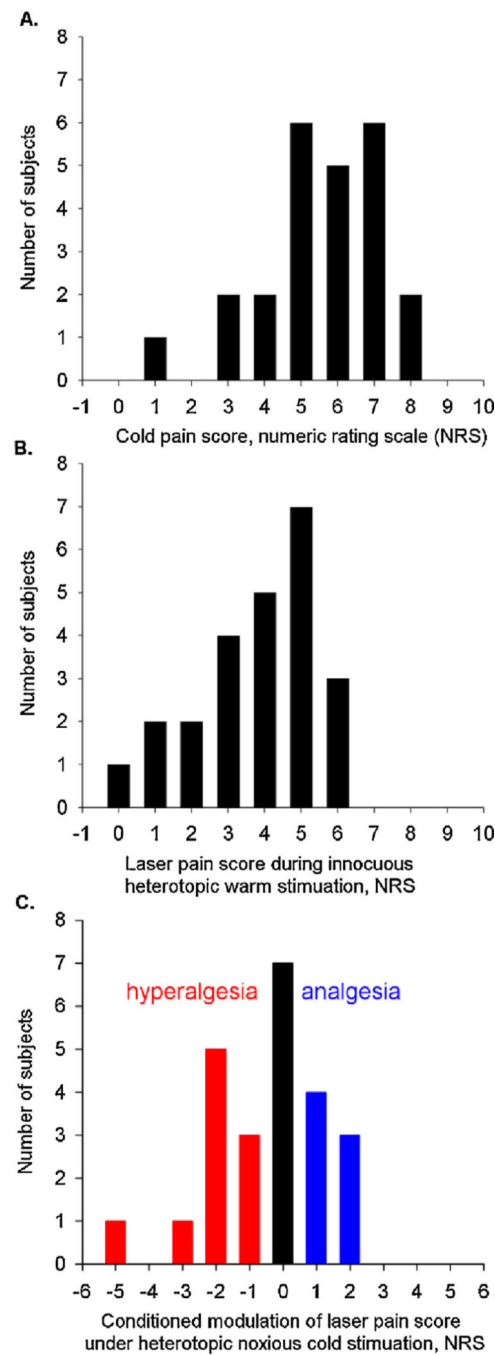 A.
8
7
6
5
4
3
2
1
0
Number of subjects
-1 0 1 2 3 4 5 6 7 8 9 10
Cold pain score, numeric rating scale (NRS)
B.
8
7
6
5
4
3
2
1
0
Number of subjects
-1 0 1 2 3 4 5 6 7 8 9 10
Laser pain score during innocuous
heterotopic warm stimuation, NRS
C.
8
7
6
5
4
3
2
1
0
Number of subjects
hyperalgesia analgesia
-6 -5 -4 -3 -2 -1 0 1 2 3 4 5 6
Conditioned modulation of laser pain score
under heterotopic noxious cold stimuation, NRS